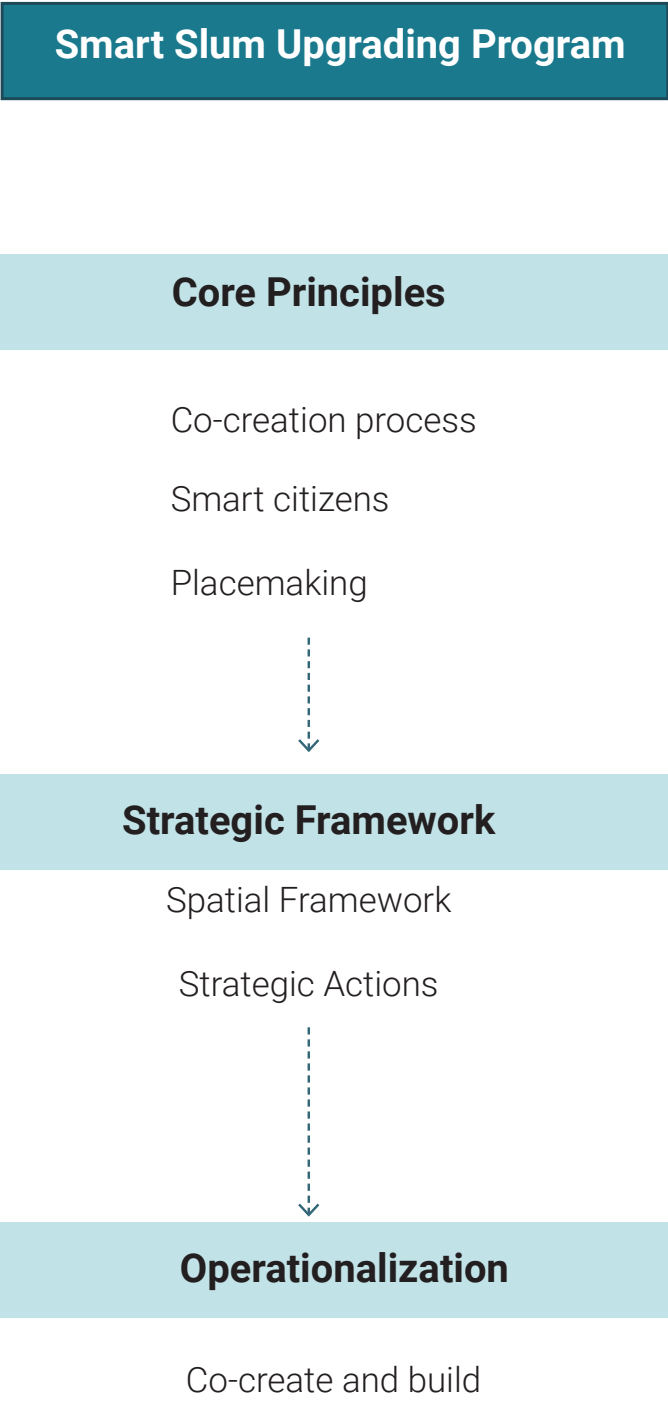 Smart Slum Upgrading Program
Core Principles
Co-creation process
Smart citizens
Placemaking
Strategic Framework
Spatial Framework
Strategic Actions
Operationalization
Co-create and build